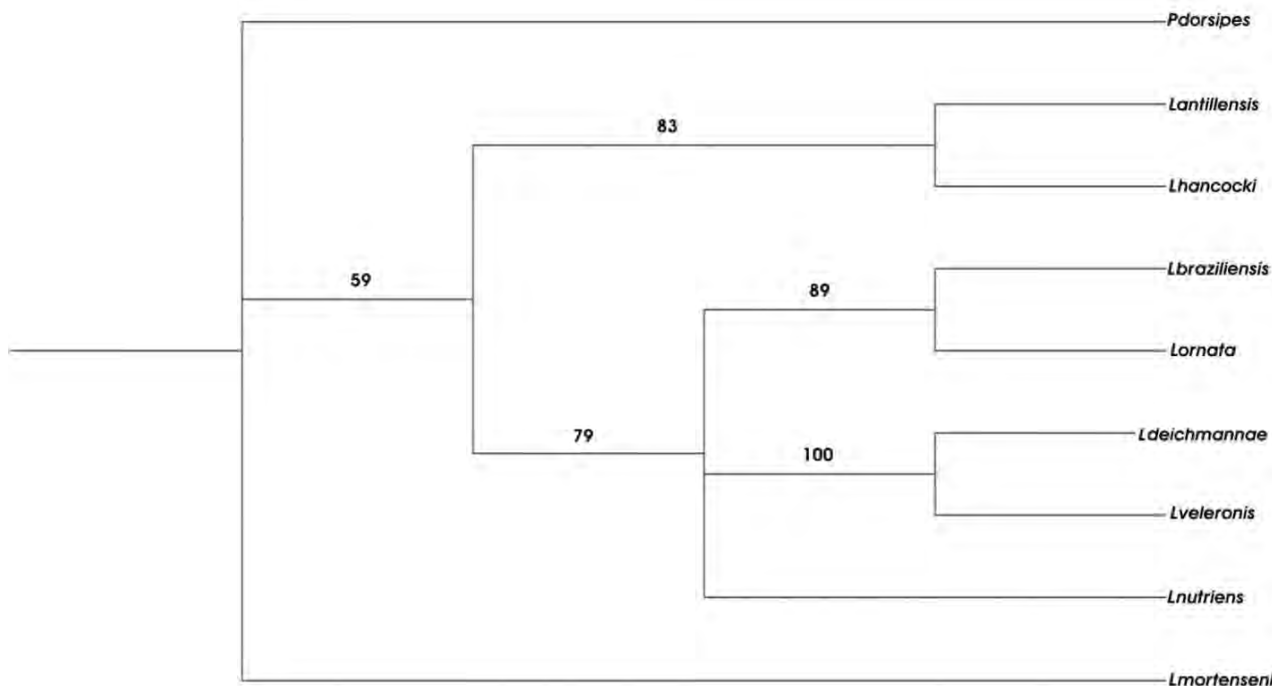 Pdorsipes
Lantillensis
83
Lhancocki
Lbraziliensis
59
89
Lornata
Ldeichmannae
79
100
Lveleronis
Lnutriens
Lmortenseni